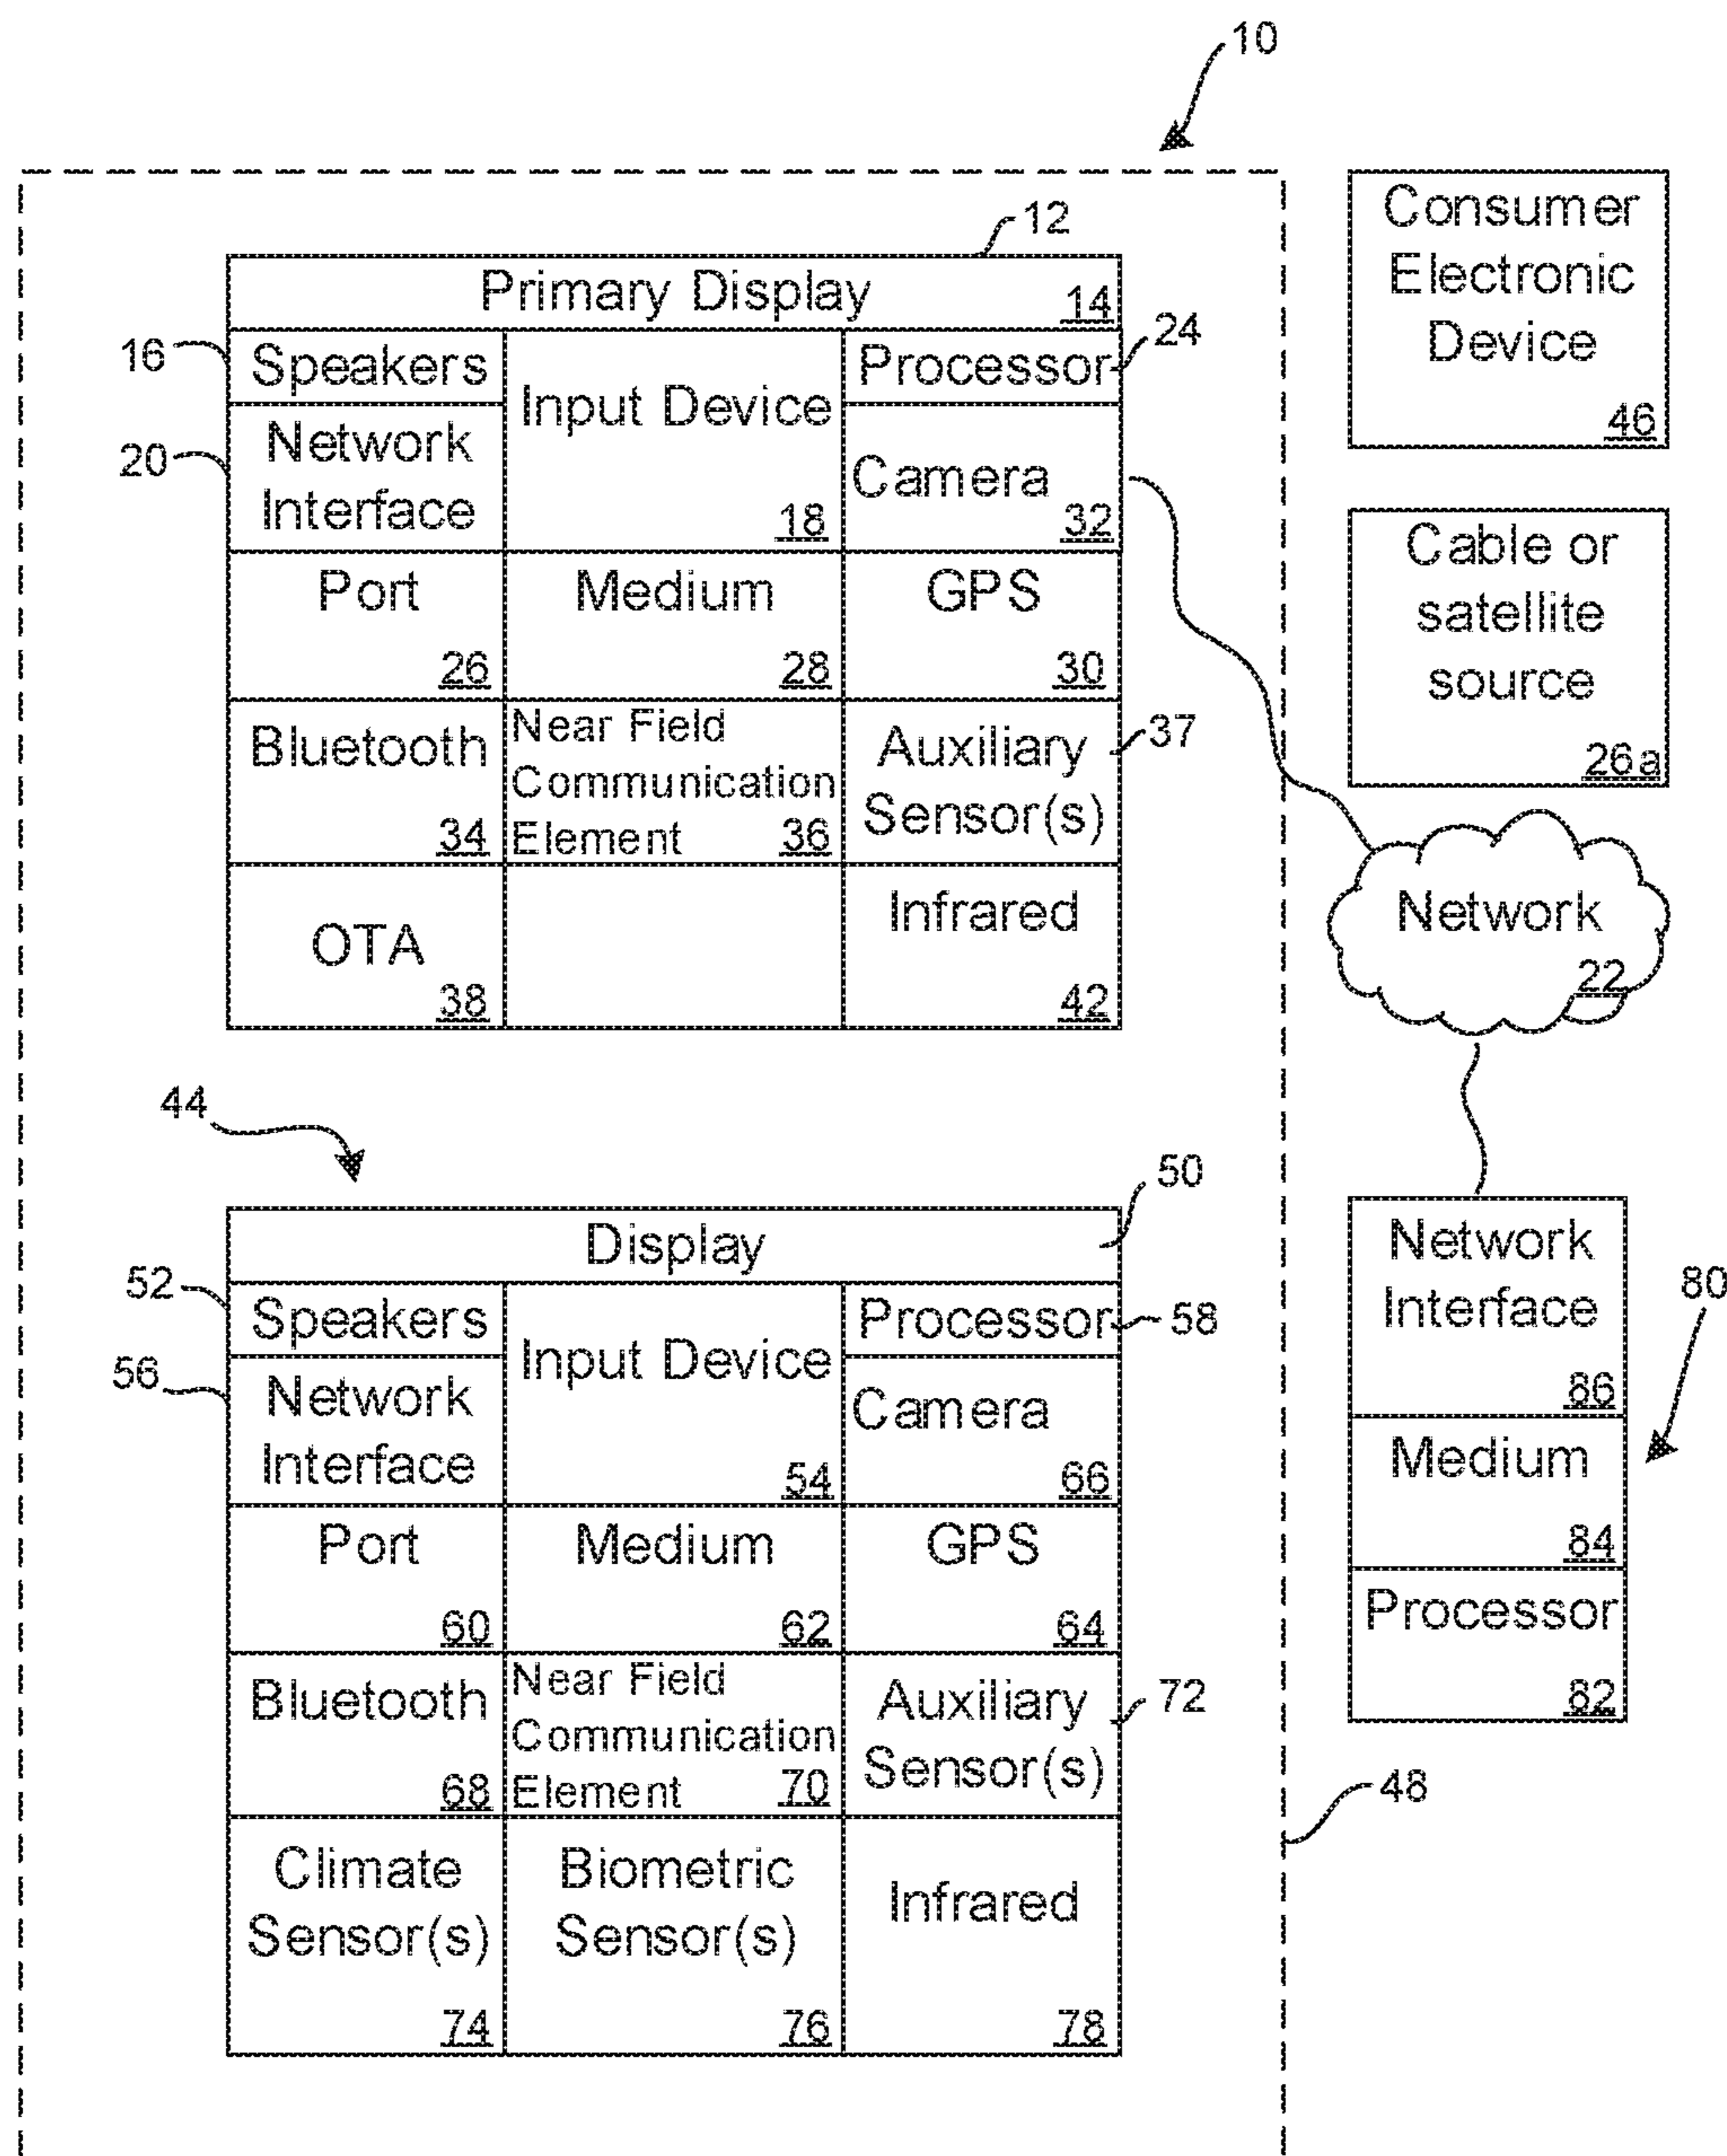 10
12
Primary Display
14
16
Speakers
Input Device
18
Processor
24
20
Network
Interface
Camera
32
Port
26
Medium
28
GPS
30
Bluetooth
34
Near Field
Communication
Element
36
Auxiliary
Sensor(s)
37
OTA
38
Infrared
42
Consumer
Electronic
Device
46
Cable or
satellite
source
26a
Network
22
44
50
Display
52
Speakers
Input Device
54
Processor
58
56
Network
Interface
Camera
66
Port
60
Medium
62
GPS
64
Bluetooth
68
Near Field
Communication
Element
70
Auxiliary
Sensor(s)
72
Climate
Sensor(s)
74
Biometric
Sensor(s)
76
Infrared
78
48
Network
Interface
86
80
Medium
84
Processor
82